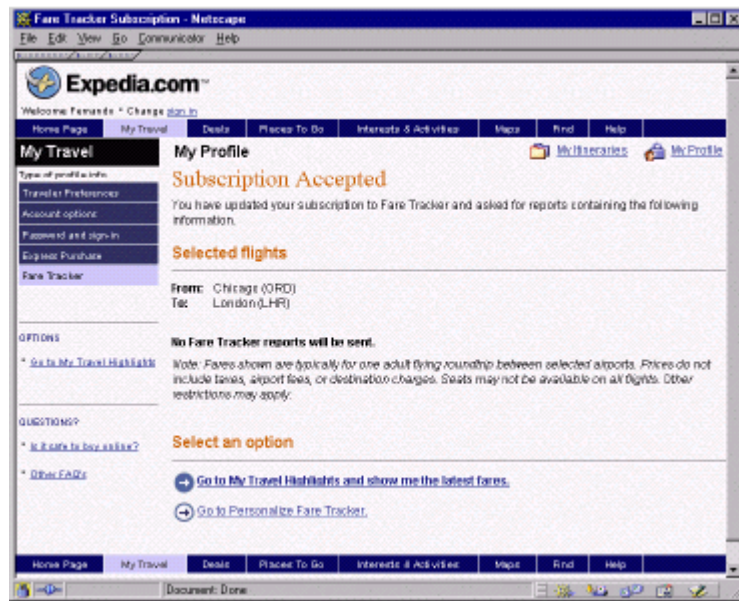 Fare Tracker Subscription - Netscape
File Edit View Go Communicator Help
Expedia.com
Welcome Fernando * Change sign in
Home Page My Travel Deals Places To Go Interests & Activities Maps Find Help
My Travel
My Profile
My Itineraries
My Profile
Type of profile info
Traveler Preferences
Account options
Password and sign-in
Express Purchase
Fare Tracker
OPTIONS
* Go to My Travel Highlights
QUESTIONS?
* Is it safe to buy online?
* Other FAQ's
Subscription Accepted
You have updated your subscription to Fare Tracker and asked for reports containing the following
information.
Selected flights
From: Chicago (ORD)
To: London (LHR)
No Fare Tracker reports will be sent.
Note: Fares shown are typically for one adult flying roundtrip between selected airports. Prices do not
include taxes, airport fees, or destination charges. Seats may not be available on all flights. Other
restrictions may apply.
Select an option
Go to My Travel Highlights and show me the latest fares.
Go to Personalize Fare Tracker.
Home Page My Travel Deals Places To Go Interests & Activities Maps Find Help
Document: Done